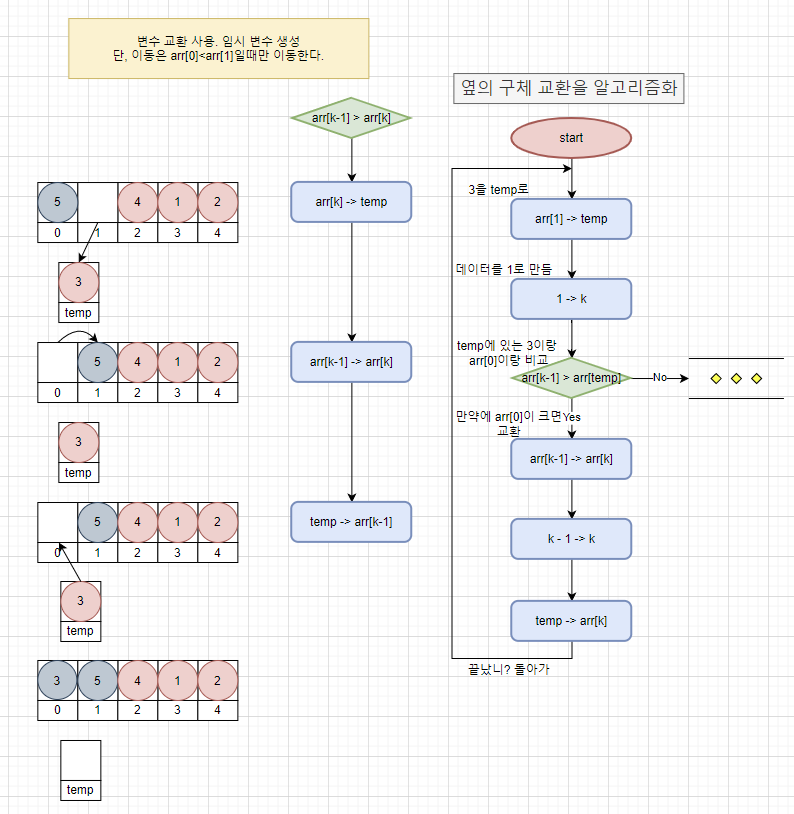 변수 교환 사용. 임시 변수 생성
단, 이동은 arr[0]<arr[1]일때만 이동한다.
arr[k-1] > arr[k]
arr[k] -> temp
arr[k-1] -> arr[k]
temp -> arr[k-1]
5 4 1 2
0 1 2 3 4
3
temp
5 4 1 2
0 1 2 3 4
3
temp
5 4 1 2
0 1 2 3 4
3
temp
3 5 4 1 2
0 1 2 3 4
temp
옆의 구체 교환을 알고리즘화
start
3을 temp로
arr[1] -> temp
데이터를 1로 만듬
1 -> k
temp에 있는 3이랑
arr[0]이랑 비교
arr[k-1] > arr[temp]
No
만약에 arr[0]이 크면
교환
Yes
arr[k-1] -> arr[k]
k - 1 -> k
temp -> arr[k]
끝났니? 돌아가